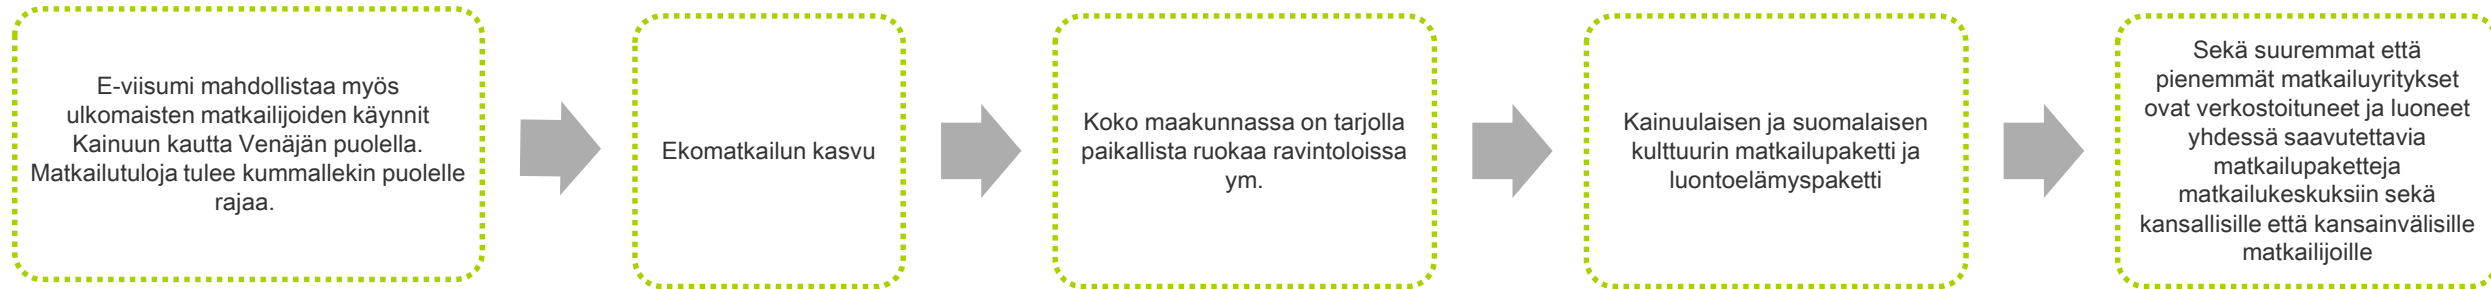 E-viisumi mahdollistaa myös
ulkomaisten matkailijoiden käynnit
Kainuun kautta Venäjän puolella.
Matkailutuloja tulee kummallekin puolelle
rajaa.
Ekomatkailun kasvu
Koko maakunnassa on tarjolla
paikallista ruokaa ravintoloissa
ym.
Kainuulaisen ja suomalaisen
kulttuurin matkailupaketti ja
luontoelämyspaketti
Sekä suuremmat että
pienemmät matkailuyritykset
ovat verkostoituneet ja luoneet
yhdessä saavutettavia
matkailupaketteja
matkailukeskuksiin sekä
kansallisille että kansainvälisille
matkailijoille